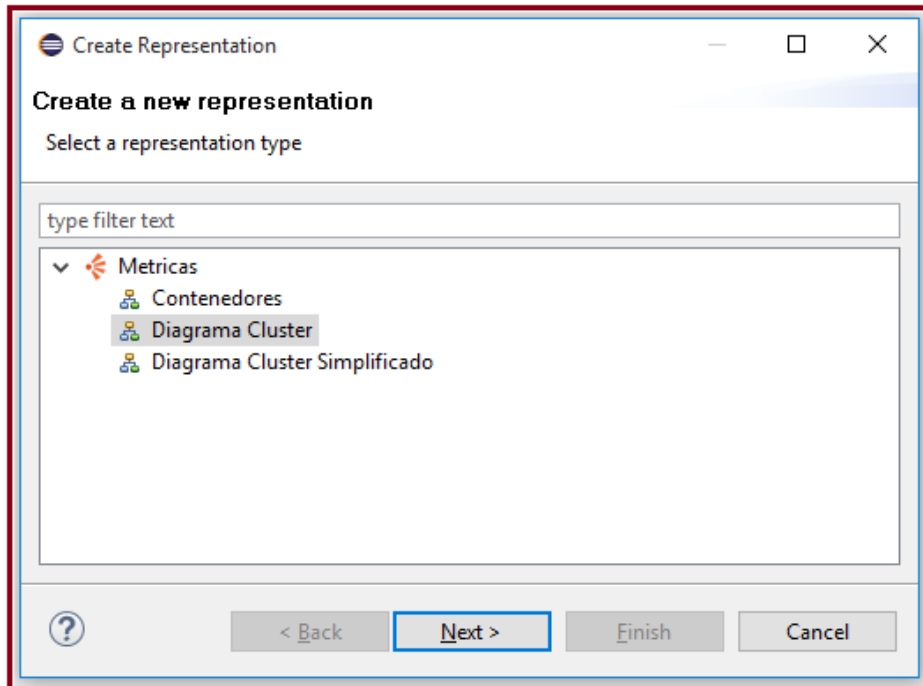 Create Representation
Create a new representation
Select a representation type
type filter text
Metricas
Contenedores
Diagrama Cluster
Diagrama Cluster Simplificado
? < Back Next > Finish Cancel